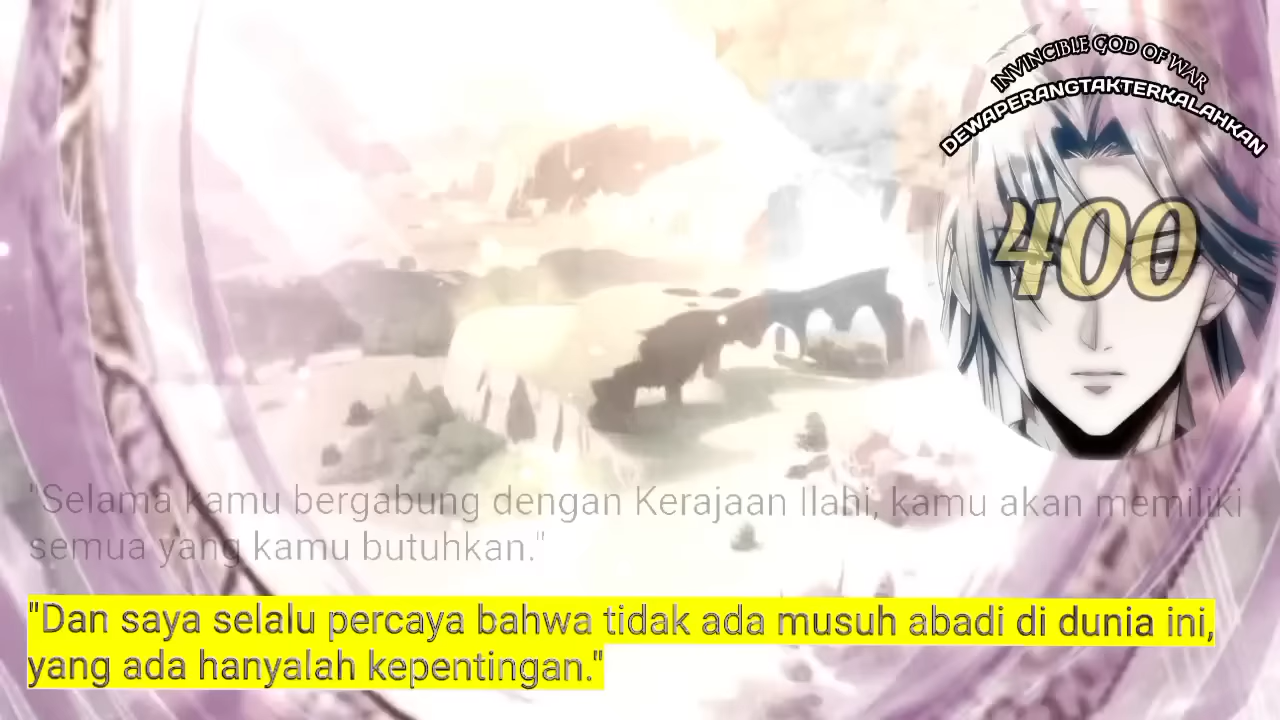 INVINCIBLE GOD OF WAR
DEWAPERANGTAKTERKALAHKAN
400
"Selama kamu bergabung dengan Kerajaan Ilahi, kamu akan memiliki
semua yang kamu butuhkan."
"Dan saya selalu percaya bahwa tidak ada musuh abadi di dunia ini,
yang ada hanyalah kepentingan."